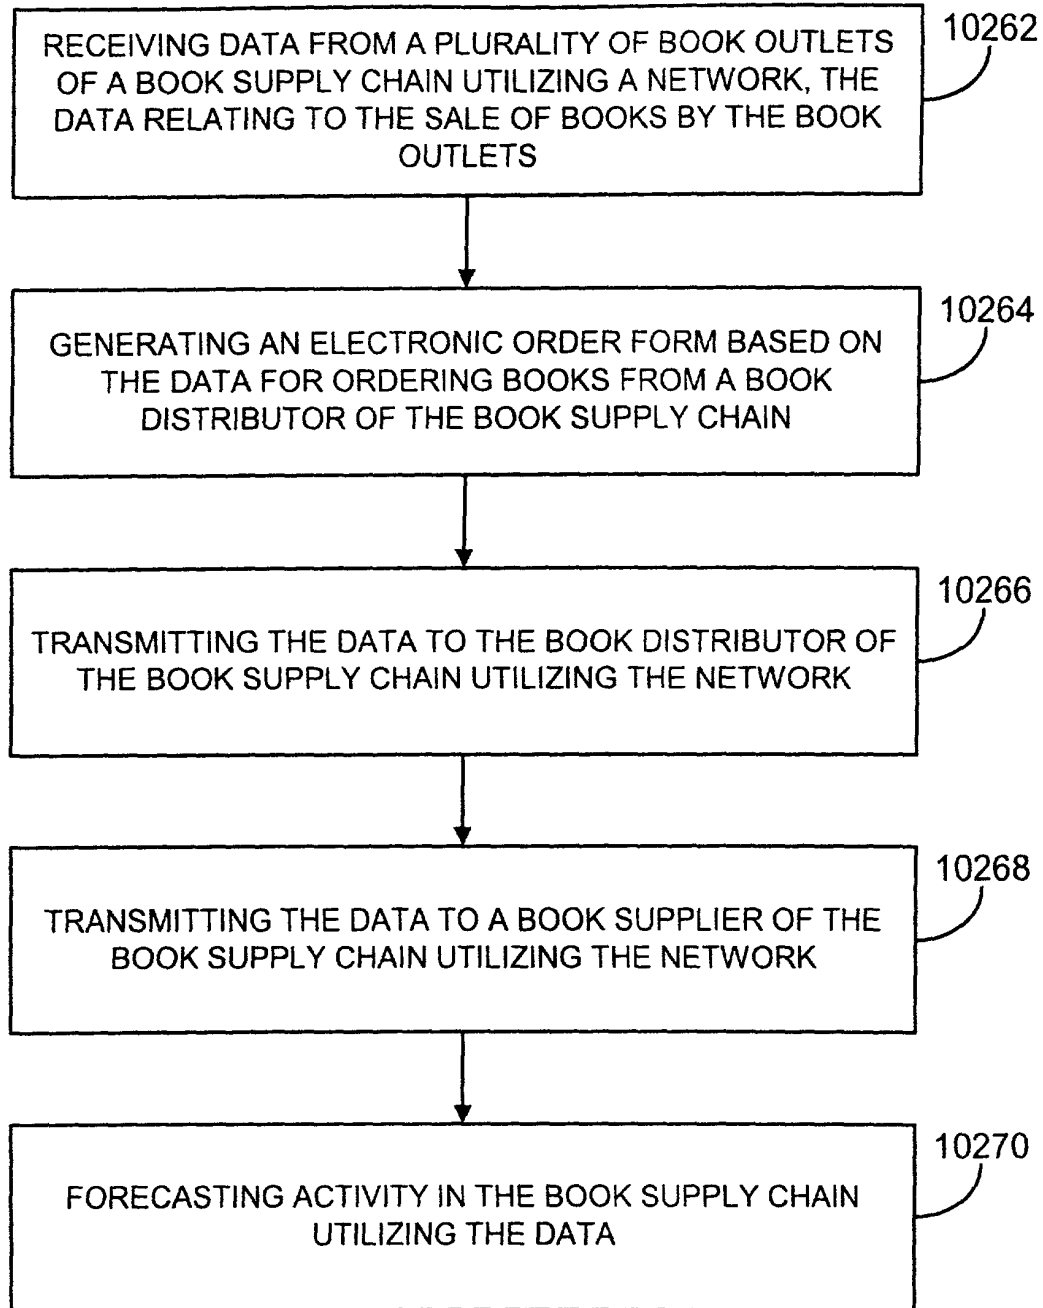 RECEIVING DATA FROM A PLURALITY OF BOOK OUTLETS
OF A BOOK SUPPLY CHAIN UTILIZING A NETWORK, THE
DATA RELATING TO THE SALE OF BOOKS BY THE BOOK
OUTLETS
10262
GENERATING AN ELECTRONIC ORDER FORM BASED ON
THE DATA FOR ORDERING BOOKS FROM A BOOK
DISTRIBUTOR OF THE BOOK SUPPLY CHAIN
10264
TRANSMITTING THE DATA TO THE BOOK DISTRIBUTOR OF
THE BOOK SUPPLY CHAIN UTILIZING THE NETWORK
10266
TRANSMITTING THE DATA TO A BOOK SUPPLIER OF THE
BOOK SUPPLY CHAIN UTILIZING THE NETWORK
10268
FORECASTING ACTIVITY IN THE BOOK SUPPLY CHAIN
UTILIZING THE DATA
10270